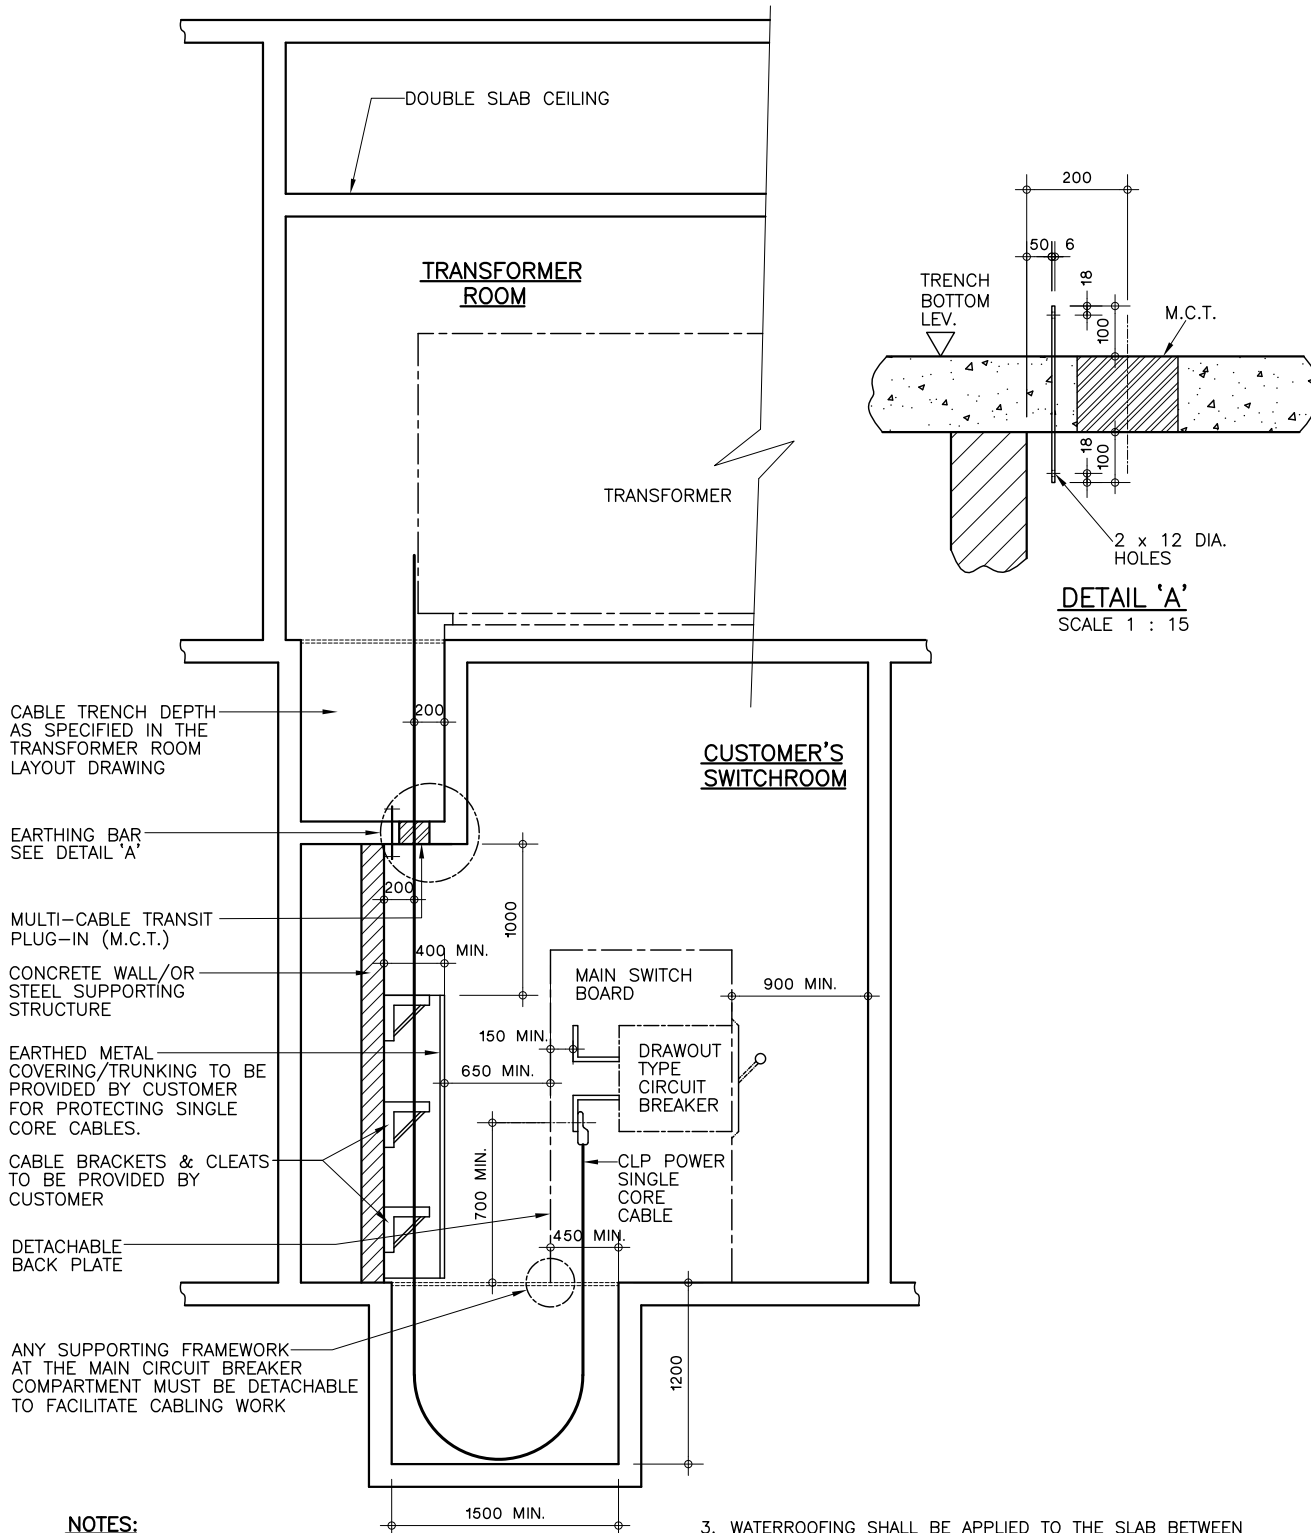 DOUBLE SLAB CEILING
TRANSFORMER
ROOM
TRANSFORMER
200
50 6
TRENCH
BOTTOM
LEV.
18
100
M.C.T.
18
100
2 x 12 DIA.
HOLES
DETAIL 'A'
SCALE 1 : 15
CABLE TRENCH DEPTH
AS SPECIFIED IN THE
TRANSFORMER ROOM
LAYOUT DRAWING
200
CUSTOMER'S
SWITCHROOM
EARTHING BAR
SEE DETAIL 'A'
200
1000
MULTI-CABLE TRANSIT
PLUG-IN (M.C.T.)
400 MIN.
CONCRETE WALL/OR
STEEL SUPPORTING
STRUCTURE
MAIN SWITCH
BOARD
900 MIN.
150 MIN.
EARTHED METAL
COVERING/TRUNKING TO BE
PROVIDED BY CUSTOMER
FOR PROTECTING SINGLE
CORE CABLES.
650 MIN.
DRAWOUT
TYPE
CIRCUIT
BREAKER
CABLE BRACKETS & CLEATS
TO BE PROVIDED BY
CUSTOMER
700 MIN.
CLP POWER
SINGLE
CORE
CABLE
DETACHABLE
BACK PLATE
450 MIN.
ANY SUPPORTING FRAMEWORK
AT THE MAIN CIRCUIT BREAKER
COMPARTMENT MUST BE DETACHABLE
TO FACILITATE CABLING WORK
1200
1500 MIN.
NOTES:
3. WATERROOFING SHALL BE APPLIED TO THE SLAB BETWEEN